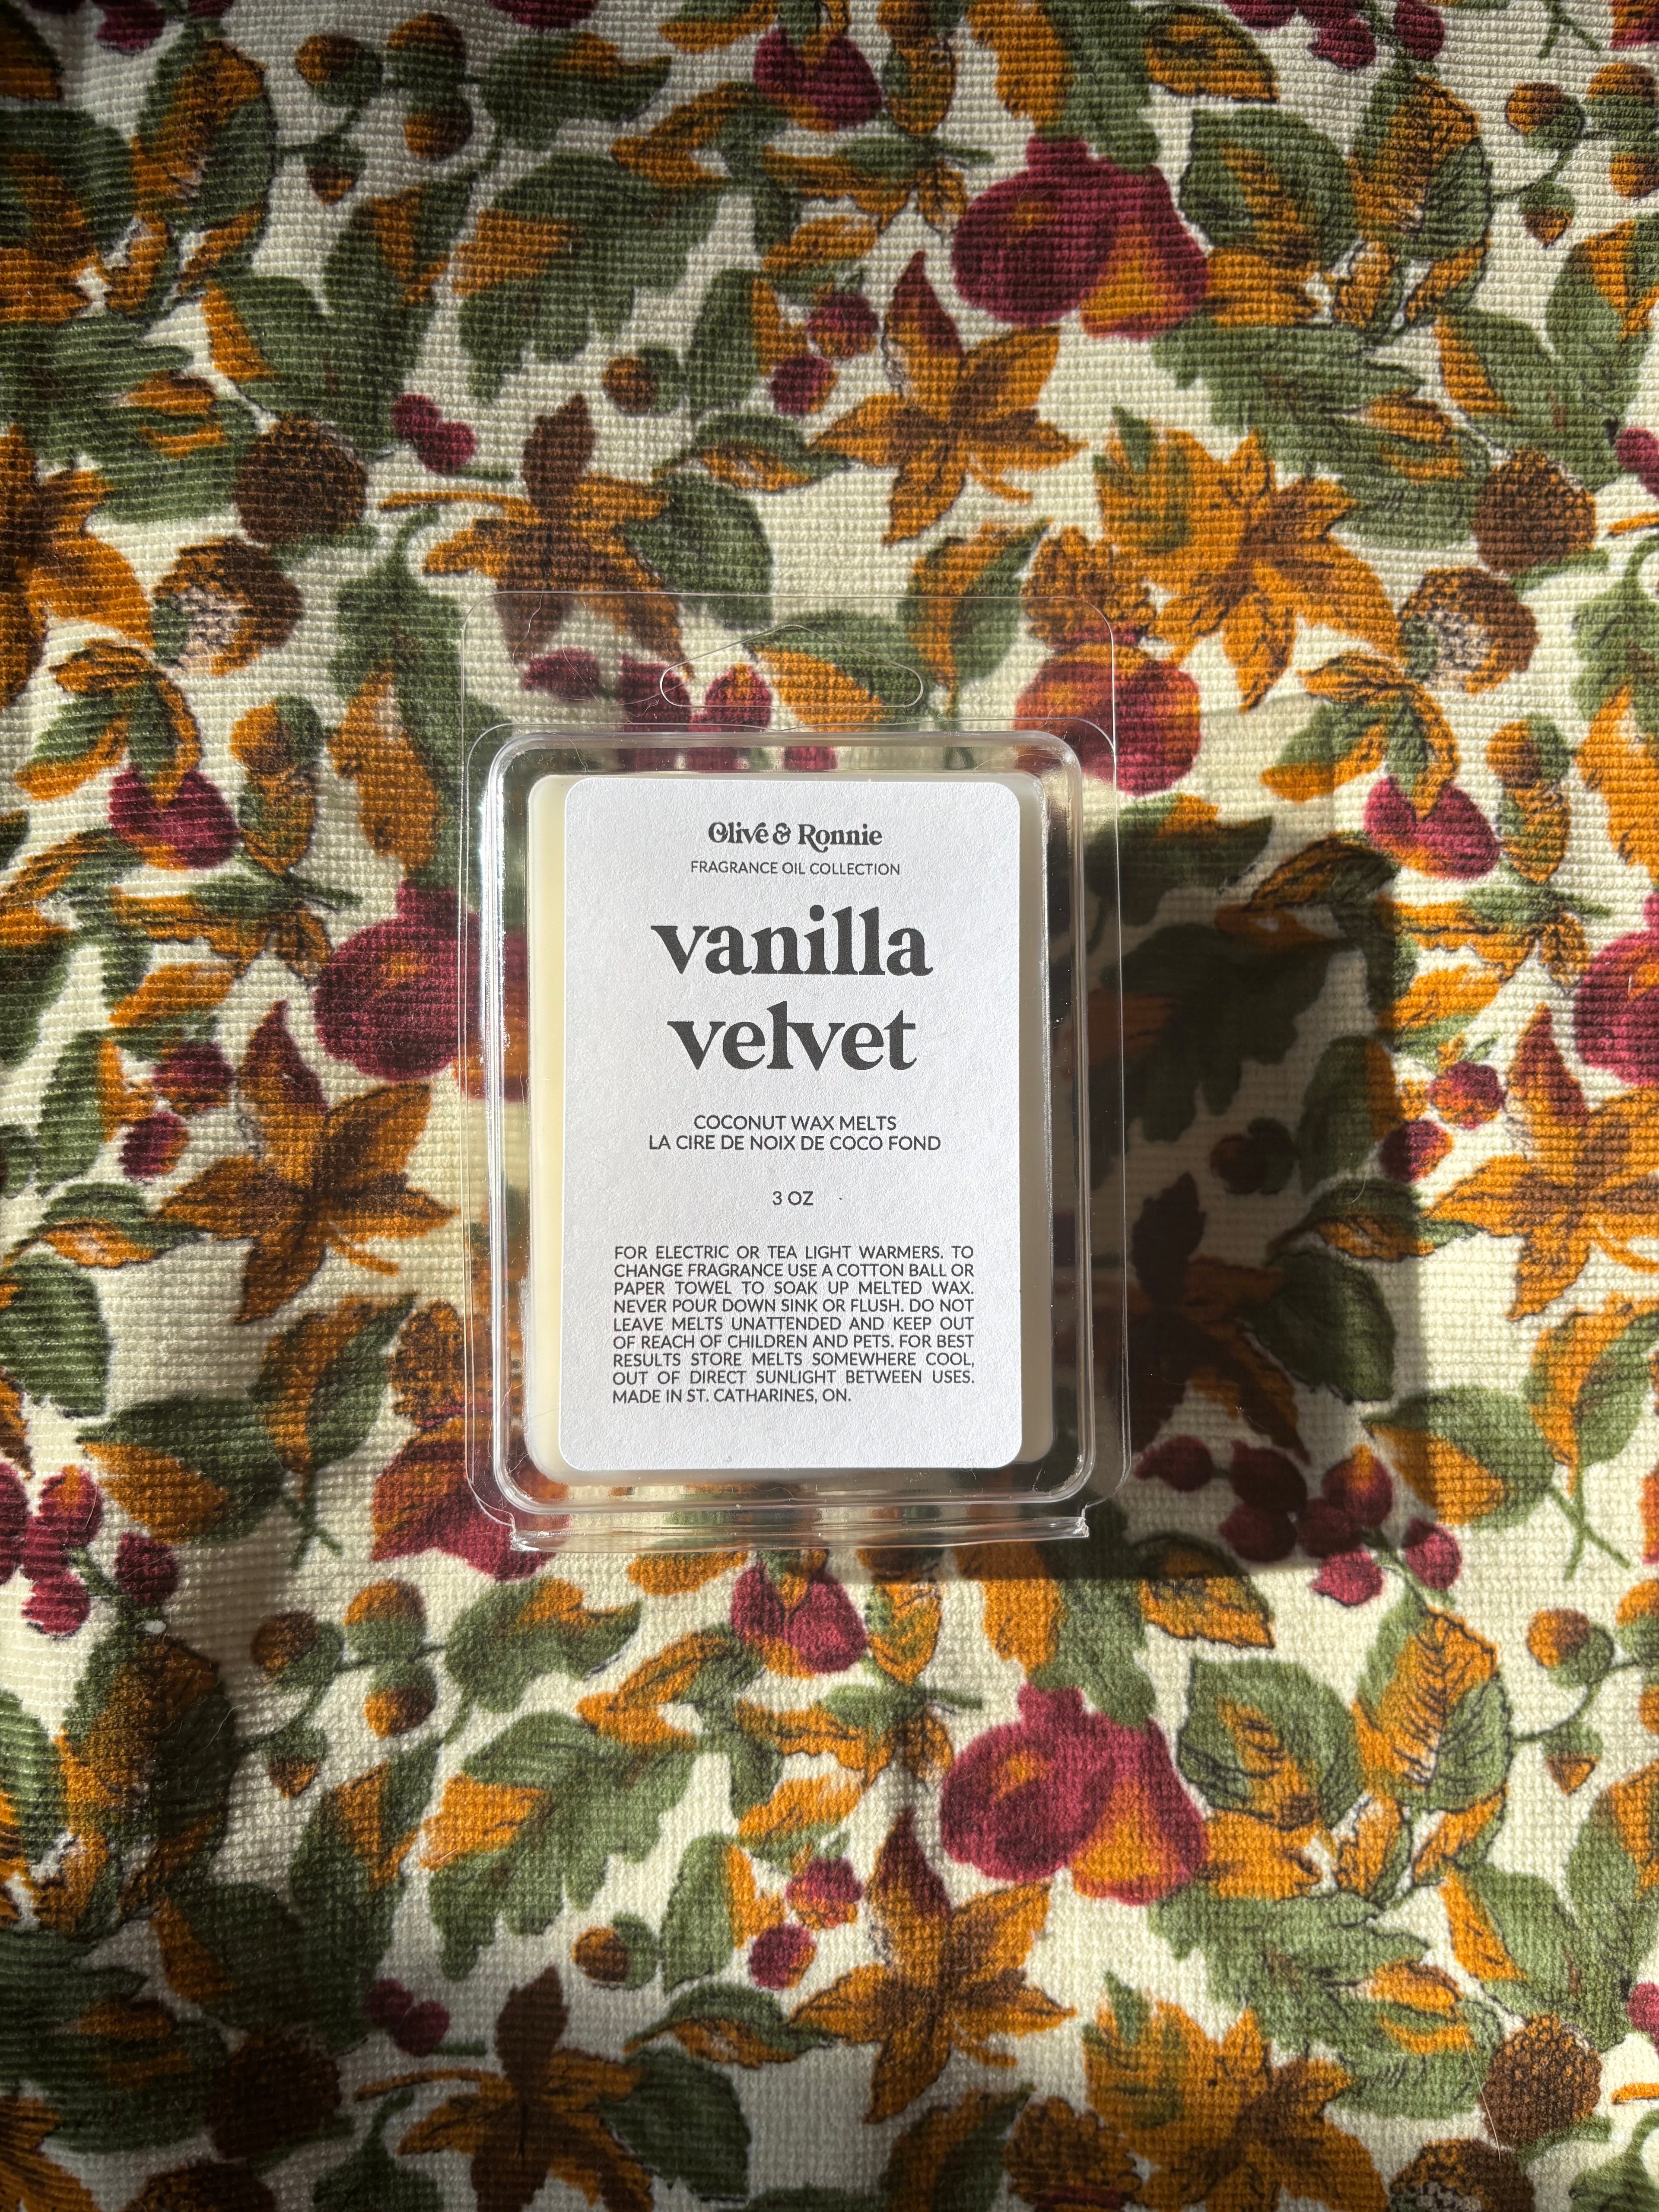 Olive & Ronnie
FRAGRANCE OIL COLLECTION
vanilla
velvet
COCONUT WAX MELTS
LA CIRE DE NOIX DE COCO FOND
3 OZ
FOR ELECTRIC OR TEA LIGHT WARMERS. TO
CHANGE FRAGRANCE USE A COTTON BALL OR
PAPER TOWEL TO SOAK UP MELTED WAX.
NEVER POUR DOWN SINK OR FLUSH. DO NOT
LEAVE MELTS UNATTENDED AND KEEP OUT
OF REACH OF CHILDREN AND PETS. FOR BEST
RESULTS STORE MELTS SOMEWHERE COOL,
OUT OF DIRECT SUNLIGHT BETWEEN USES.
MADE IN ST. CATHARINES, ON.